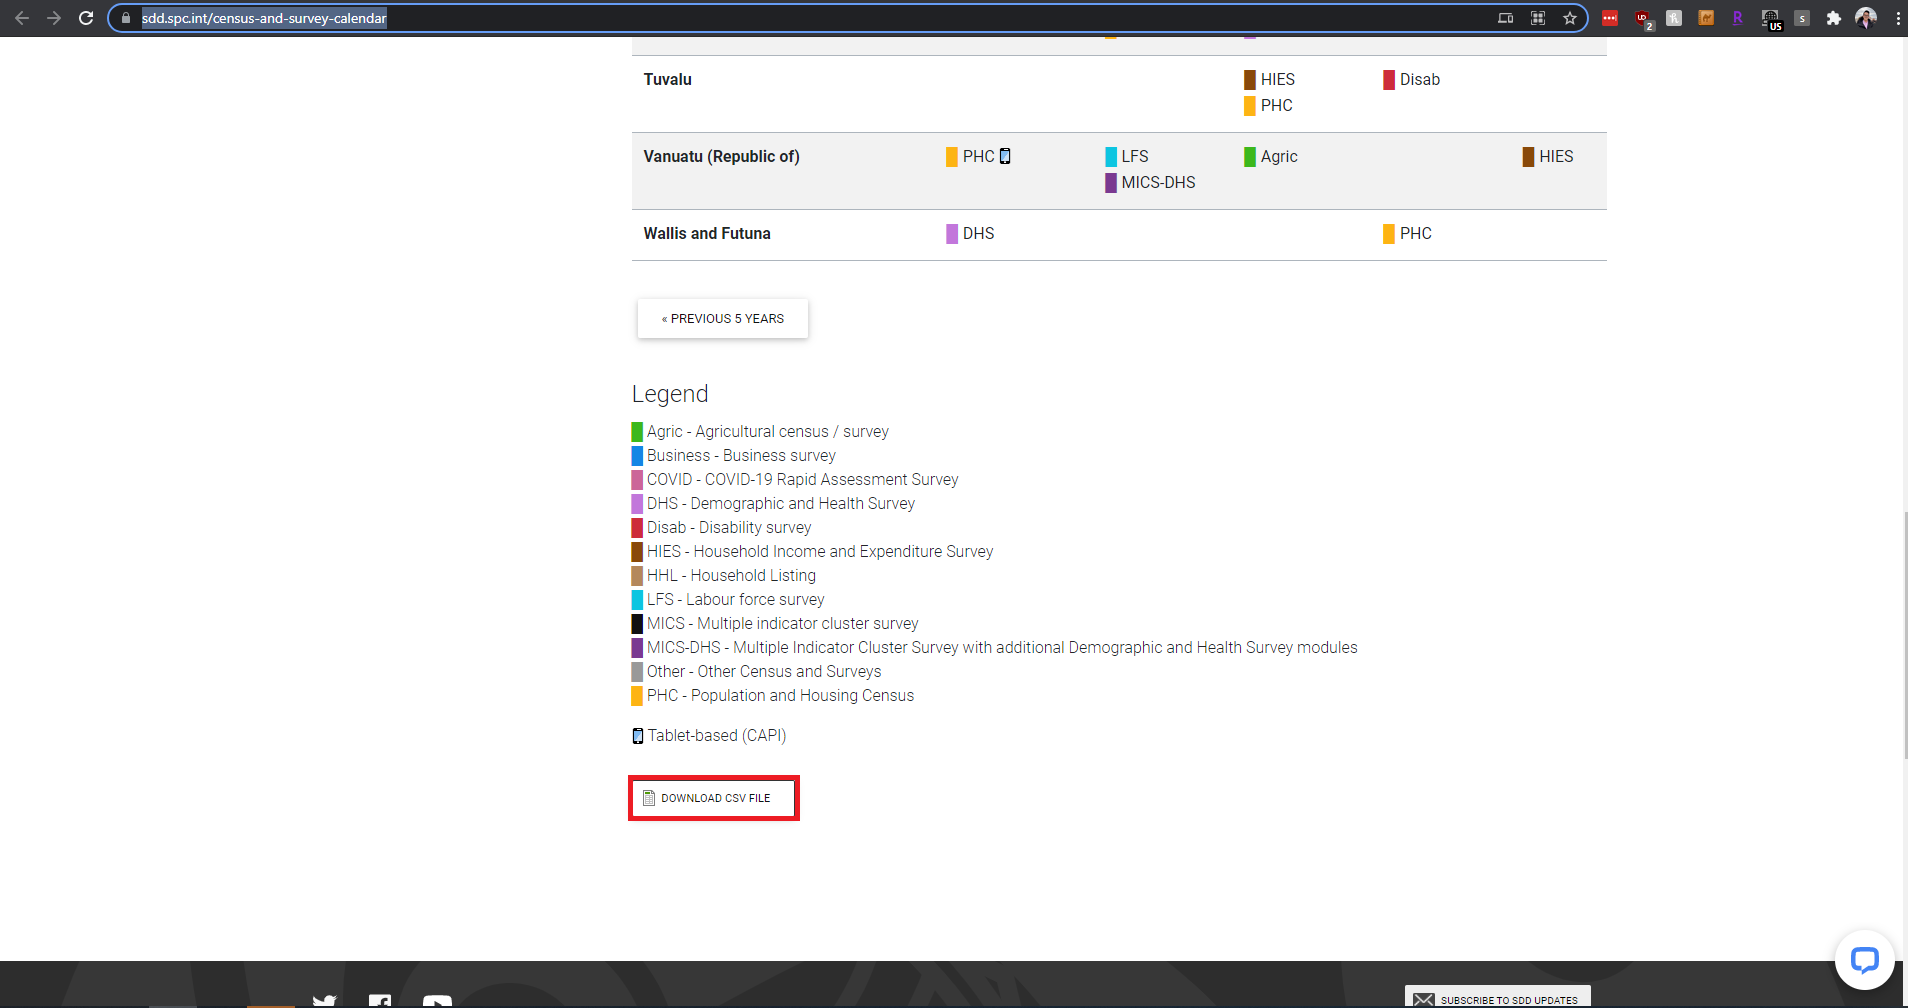 sdd.spc.int/census-and-survey-calendar
2
US
Tuvalu HIES Disab
PHC
Vanuatu (Republic of) PHC LFS Agric HIES
MICS-DHS
Wallis and Futuna DHS PHC
« PREVIOUS 5 YEARS
Legend
Agric - Agricultural census / survey
Business - Business survey
COVID - COVID-19 Rapid Assessment Survey
DHS - Demographic and Health Survey
Disab - Disability survey
HIES - Household Income and Expenditure Survey
HHL - Household Listing
LFS - Labour force survey
MICS - Multiple indicator cluster survey
MICS-DHS - Multiple Indicator Cluster Survey with additional Demographic and Health Survey modules
Other - Other Census and Surveys
PHC - Population and Housing Census
Tablet-based (CAPI)
DOWNLOAD CSV FILE
SUBSCRIBE TO SDD UPDATES